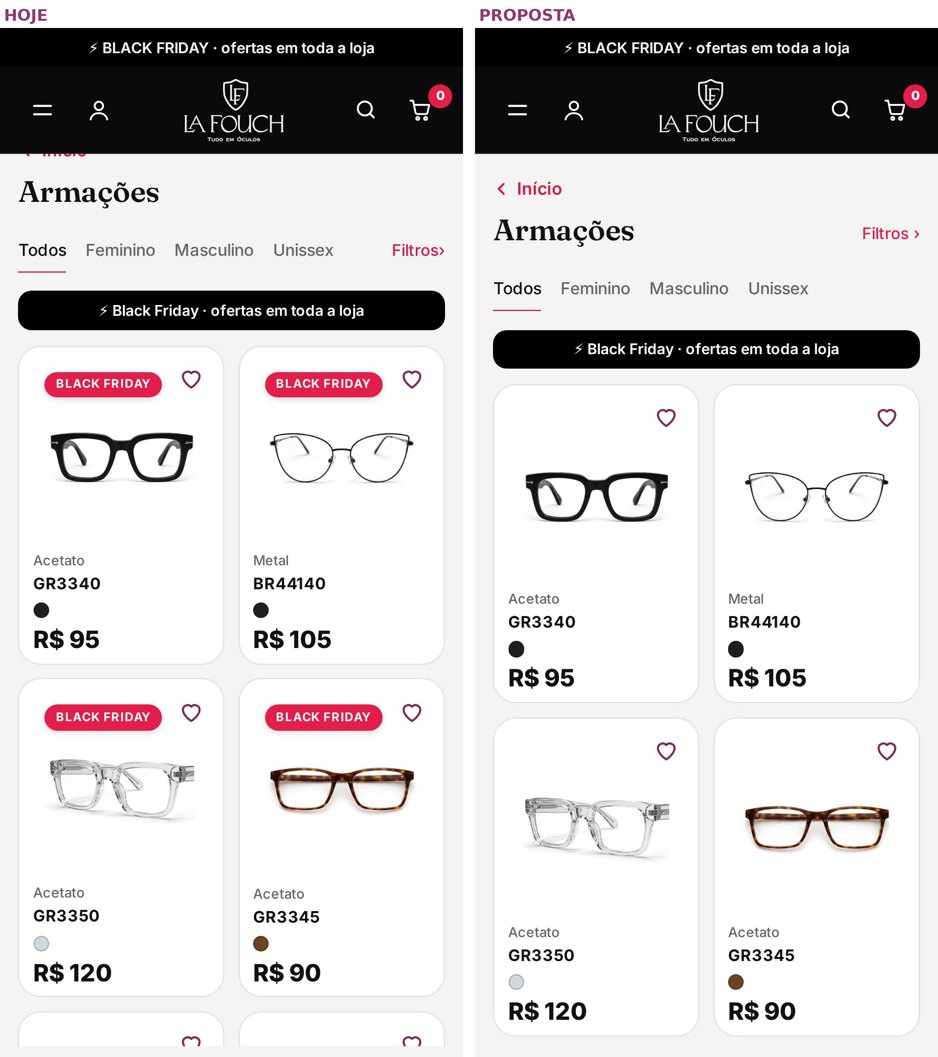 HOJE
⚡ BLACK FRIDAY · ofertas em toda a loja
LF
LA FOUCH
TUDO EM ÓCULOS
0
‹ Início
Armações
Todos Feminino Masculino Unissex Filtros›
⚡ Black Friday · ofertas em toda a loja
BLACK FRIDAY BLACK FRIDAY
Acetato Metal
GR3340 BR44140
R$ 95 R$ 105
BLACK FRIDAY BLACK FRIDAY
Acetato Acetato
GR3350 GR3345
R$ 120 R$ 90
PROPOSTA
⚡ BLACK FRIDAY · ofertas em toda a loja
LF
LA FOUCH
TUDO EM ÓCULOS
0
‹ Início
Armações Filtros ›
Todos Feminino Masculino Unissex
⚡ Black Friday · ofertas em toda a loja
Acetato Metal
GR3340 BR44140
R$ 95 R$ 105
Acetato Acetato
GR3350 GR3345
R$ 120 R$ 90